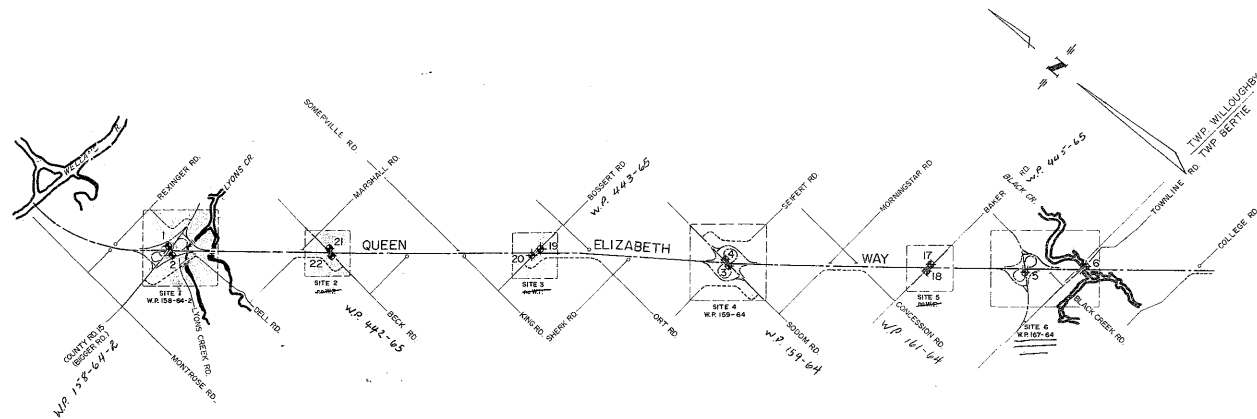 N
TWP. WILLOUGHBY
TWP BERTIE
WELLAND R.
REXINGER RD.
LYONS CR.
SOMERVILLE RD.
MARSHALL RD.
BOSSERT RD.
W.P. 443-65
SEIFERT RD
MORNINGSTAR RD.
BAKER RD.
W.P. 445-65
BLACK CR.
TOWNLINE RD.
COLLEGE RD.
QUEEN ELIZABETH WAY
1
2
21
22
19
20
4
3
17
18
5
6
SITE 1
W.P. 158-64-2
SITE 2
no W.P.
SITE 3
no W.P.
SITE 4
W.P. 159-64
SITE 5
no W.P.
SITE 6
W.P. 167-64
COUNTY RD. 15
(BIGGER RD.)
W.P. 158-64-2
MONTROSE RD.
LYONS CREEK RD.
DELL RD.
W.P. 442-65
BECK RD.
KING RD.
SHERK RD.
ORT RD.
W.P. 159-64
SODOM RD.
W.P. 161-64
CONCESSION RD.
BLACK CREEK RD.